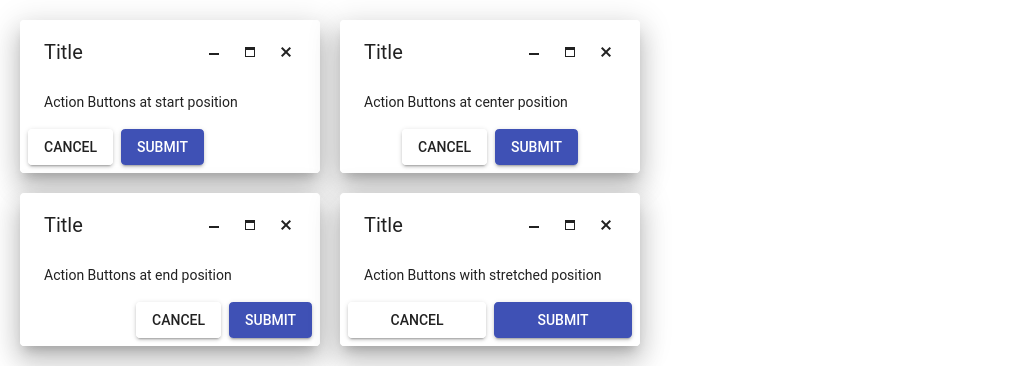 Title
Action Buttons at start position
CANCEL SUBMIT
Title
Action Buttons at center position
CANCEL SUBMIT
Title
Action Buttons at end position
CANCEL SUBMIT
Title
Action Buttons with stretched position
CANCEL SUBMIT